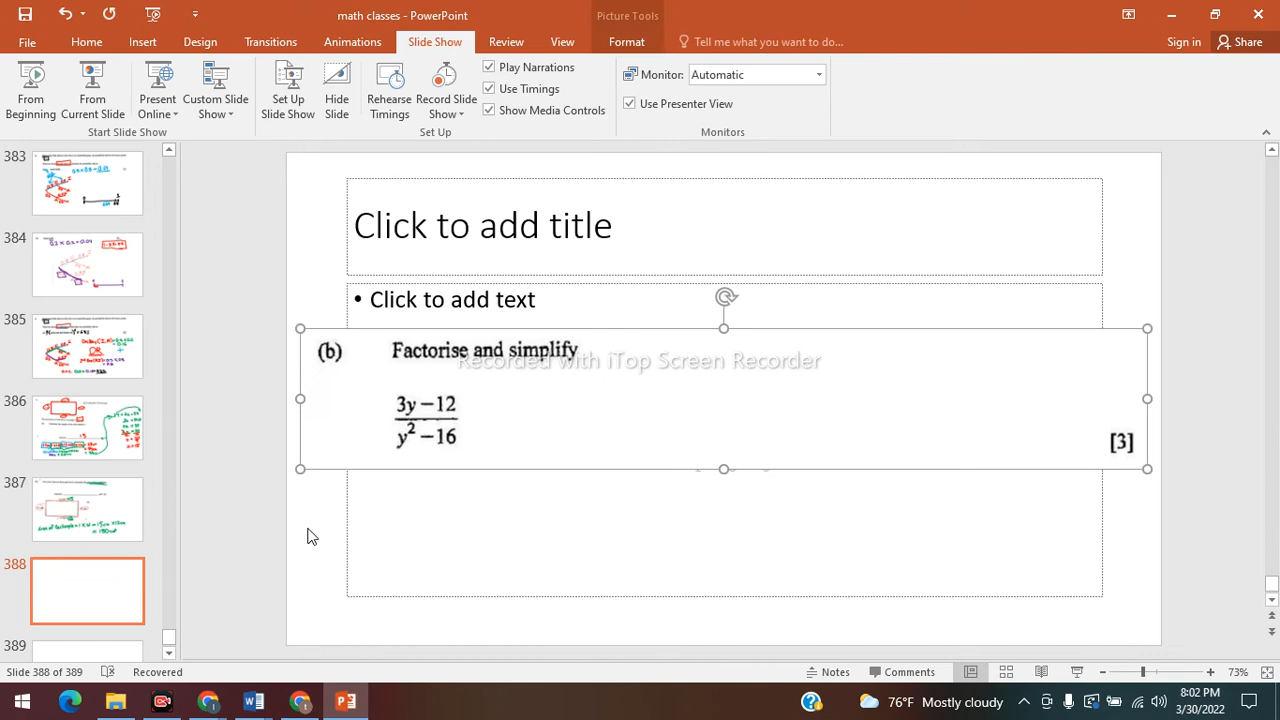 math classes - PowerPoint
Picture Tools
File
Home
Insert
Design
Transitions
Animations
Slide Show
Review
View
Format
Tell me what you want to do...
Sign in
Share
From Beginning
From Current Slide
Present Online
Custom Slide Show
Set Up Slide Show
Hide Slide
Rehearse Timings
Record Slide Show
Play Narrations
Use Timings
Show Media Controls
Monitor: Automatic
Use Presenter View
Start Slide Show
Set Up
Monitors
383
384
385
386
387
388
389
Click to add title
• Click to add text
(b) Factorise and simplify
Recorded with iTop Screen Recorder
3y – 12
y² – 16
[3]
Slide 388 of 389
Recovered
Notes
Comments
73%
76°F Mostly cloudy
8:02 PM
3/30/2022